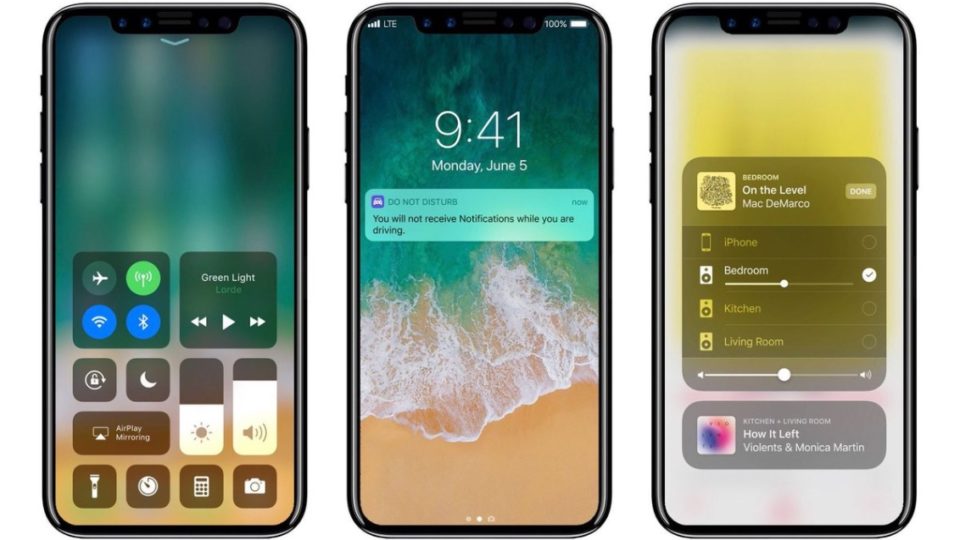 Green Light
Lorde
AirPlay
Mirroring
LTE
100%
9:41
Monday, June 5
DO NOT DISTURB
now
You will not receive Notifications while you are
driving.
BEDROOM
On the Level
Mac DeMarco
DONE
iPhone
Bedroom
Kitchen
Living Room
KITCHEN + LIVING ROOM
How It Left
Violents & Monica Martin